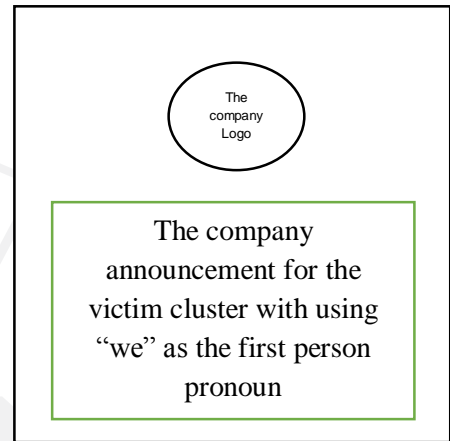 The
company
Logo
The company
announcement for the
victim cluster with using
“we” as the first person
pronoun